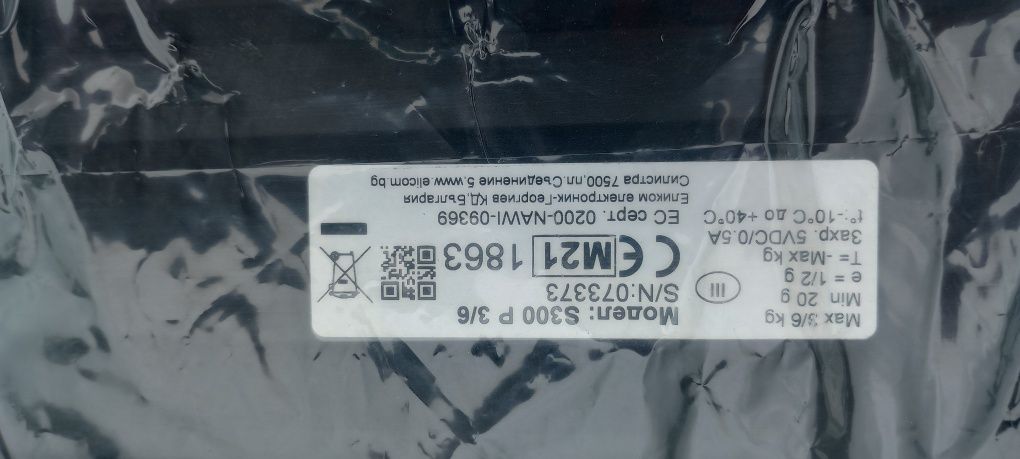 Max 3/6 kg
Min 20 g
e = 1/2 g
T= -Max kg
Захр. 5VDC/0.5A
t°:-10°C до +40°C
III
Модел: S300 P 3/6
S/N:073373
CE M21 1863
ЕС серт. 0200-NAWI-09369
Еликом електроник-Георгиев КД,България
Силистра 7500,пл.Съединение 5.www.elicom.bg